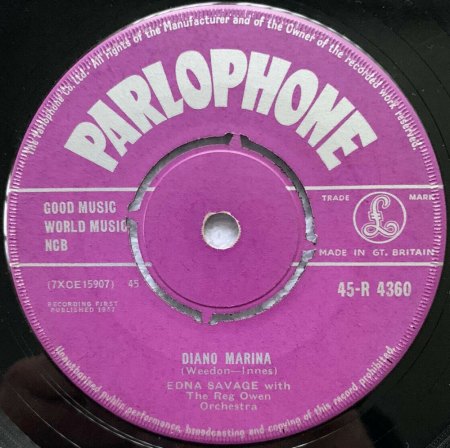 The Parlophone Co. Ltd. All rights of the Manufacturer and of the Owner of the recorded work reserved.
PARLOPHONE
GOOD MUSIC
WORLD MUSIC
NCB
TRADE MARK
£
MADE IN GT. BRITAIN
(7XCE15907) 45
45-R 4360
RECORDING FIRST
PUBLISHED 1957
DIANO MARINA
(Weedon—Innes)
EDNA SAVAGE with
The Reg Owen
Orchestra
Unauthorised public performance, broadcasting and copying of this record prohibited.